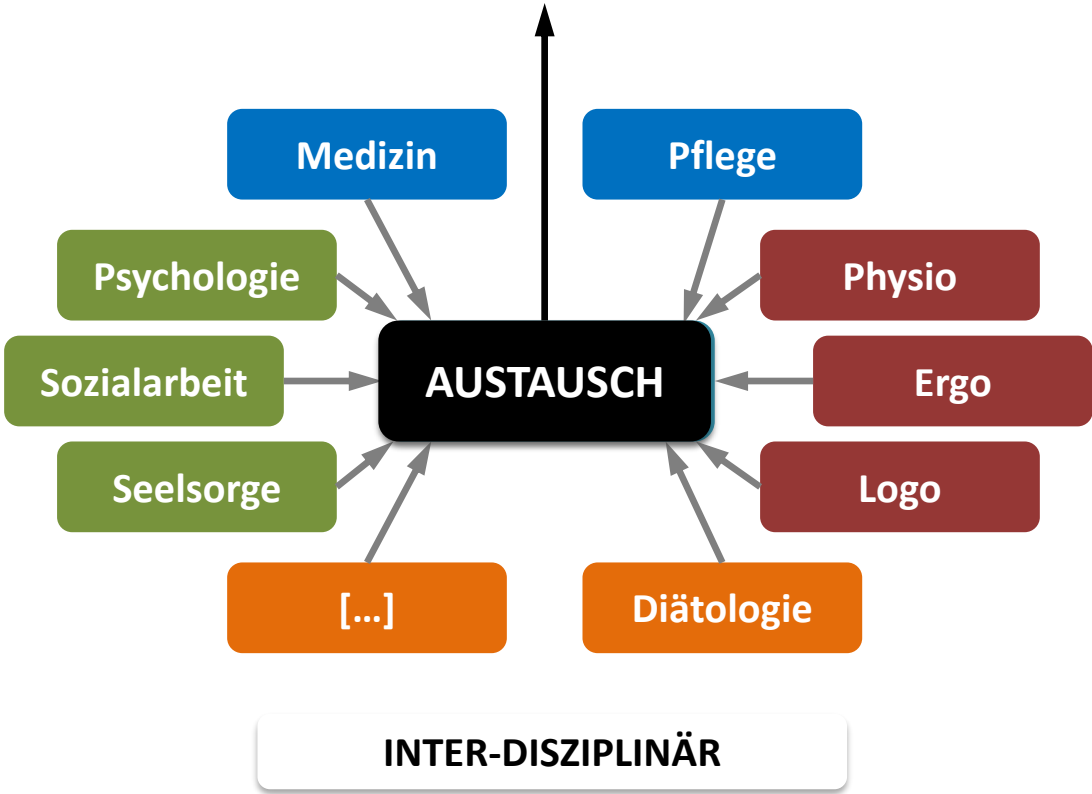 Medizin
Pflege
Psychologie
Physio
Sozialarbeit
AUSTAUSCH
Ergo
Seelsorge
Logo
[...]
Diätologie
INTER-DISZIPLINÄR